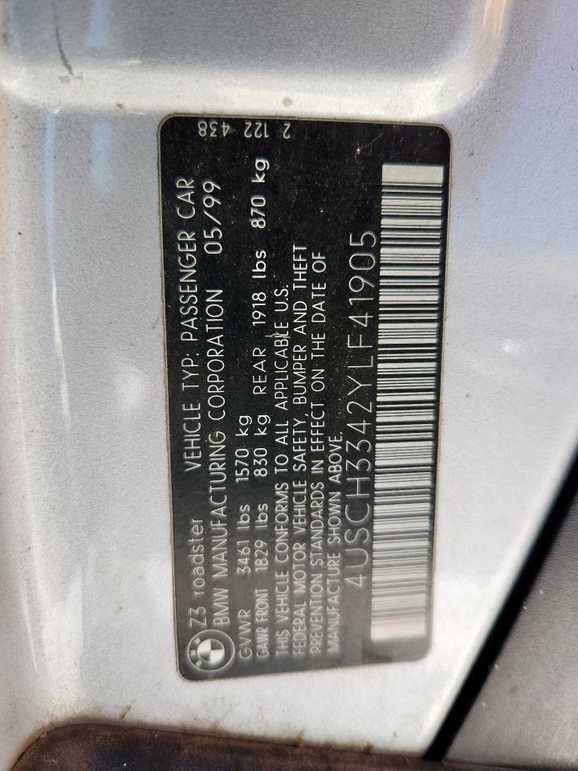 BMW
Z3 roadster VEHICLE TYP: PASSENGER CAR
BMW MANUFACTURING CORPORATION 05/99
GVWR 3461 lbs 1570 kg
GAWR FRONT 1829 lbs 830 kg REAR 1918 lbs 870 kg
THIS VEHICLE CONFORMS TO ALL APPLICABLE U.S.
FEDERAL MOTOR VEHICLE SAFETY, BUMPER AND THEFT
PREVENTION STANDARDS IN EFFECT ON THE DATE OF
MANUFACTURE SHOWN ABOVE.
4USCH3342YLF41905
2 122 438